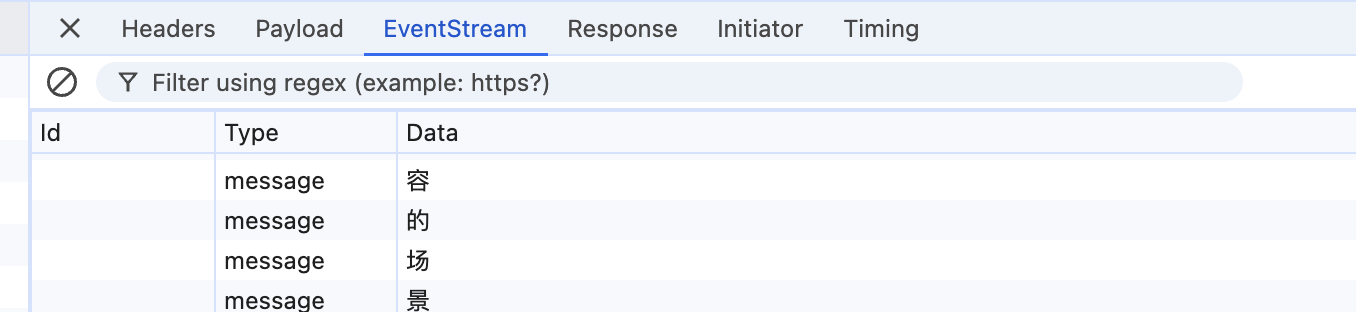 Headers Payload EventStream Response Initiator Timing
Filter using regex (example: https?)
Id Type Data
message 容
message 的
message 场
message 景